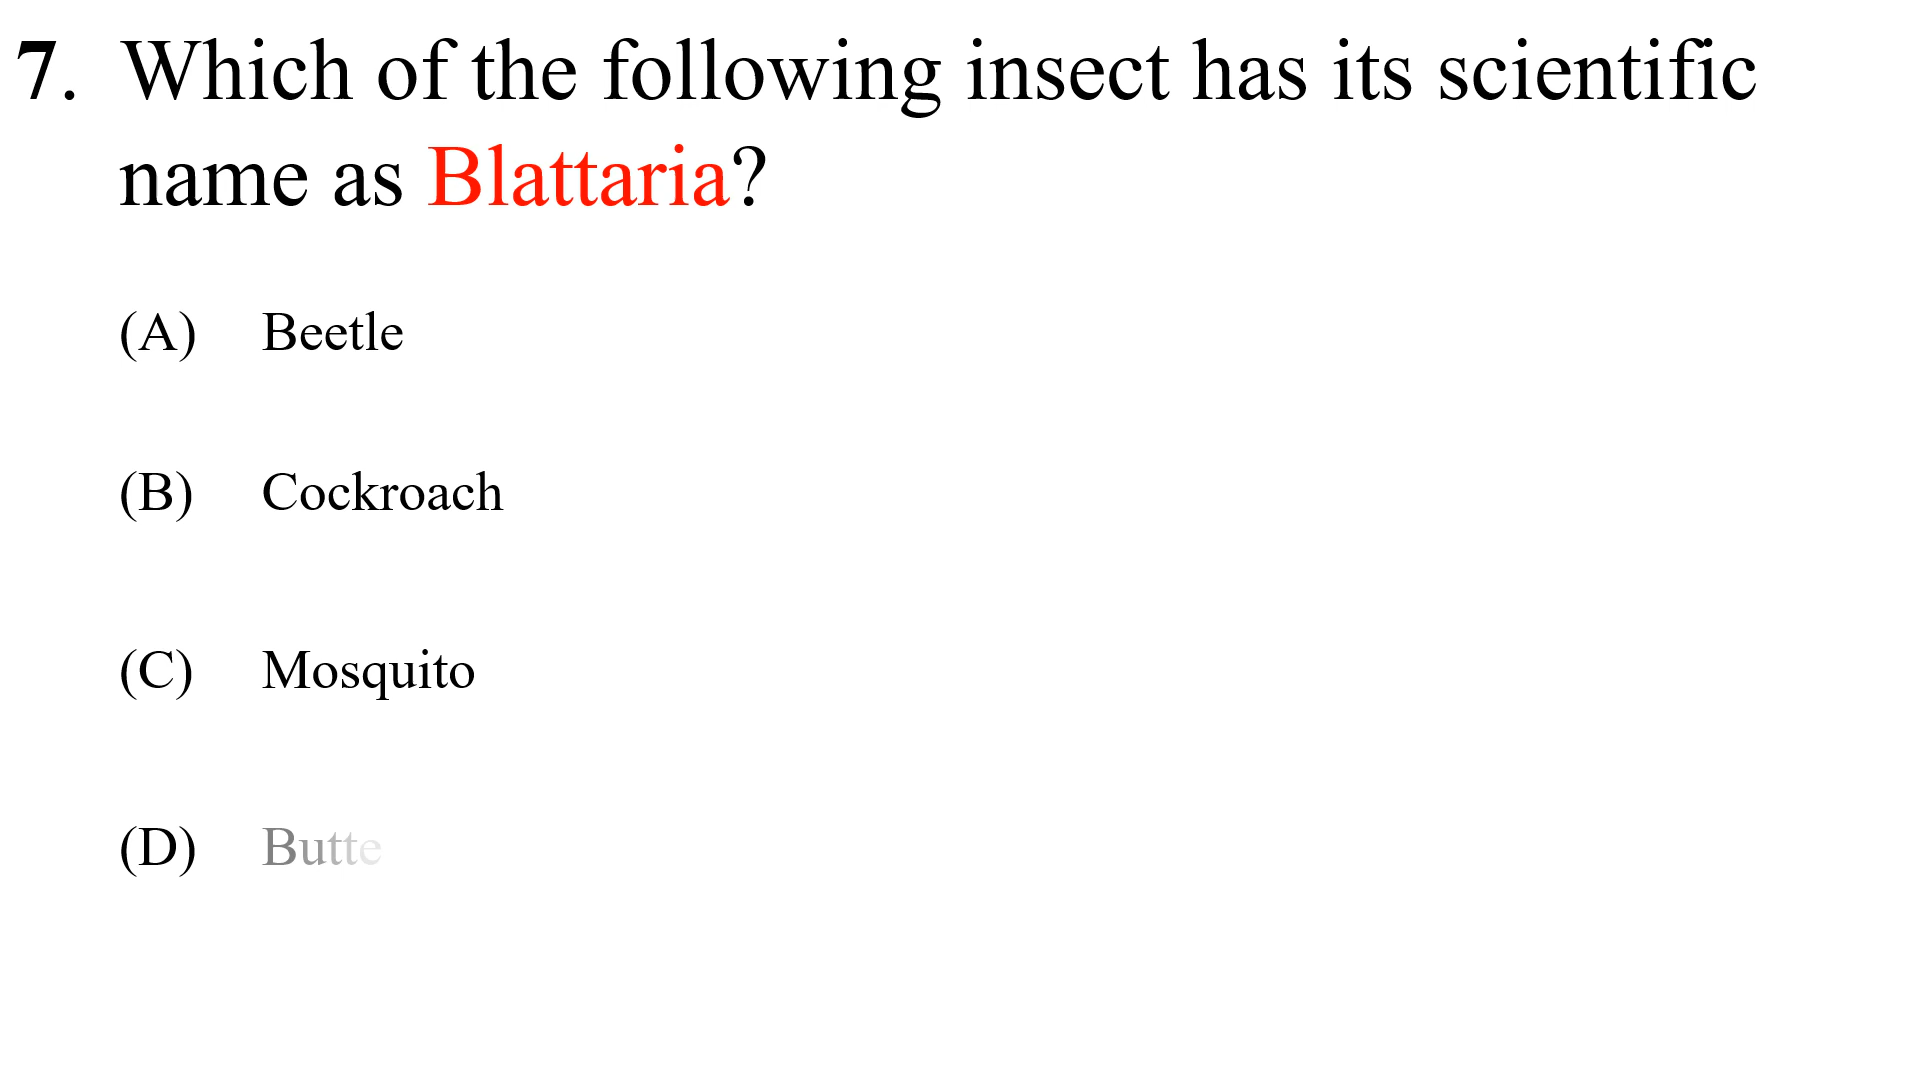 7. Which of the following insect has its scientific
name as Blattaria?
(A) Beetle
(B) Cockroach
(C) Mosquito
(D) Butte